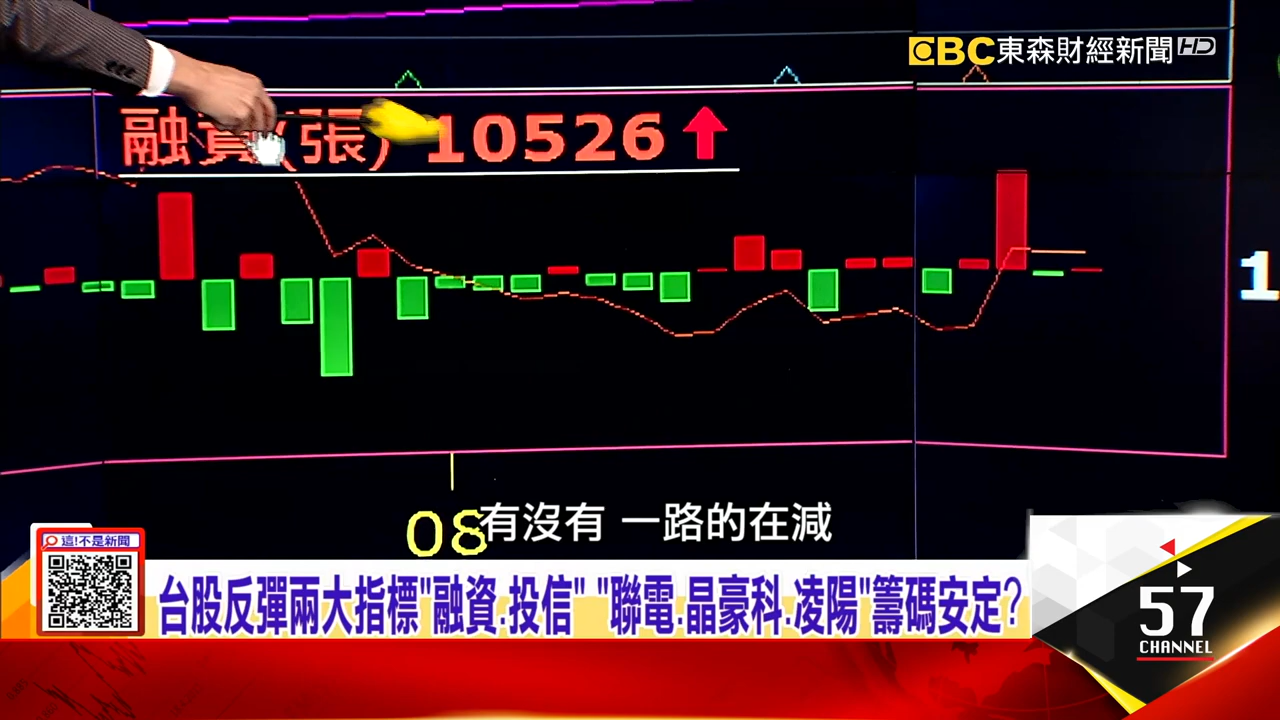 EBC東森財經新聞HD
融資(張) 10526
1
08
有沒有 一路的在減
這!不是新聞
台股反彈兩大指標"融資.投信" "聯電.晶豪科.凌陽"籌碼安定?
57
CHANNEL